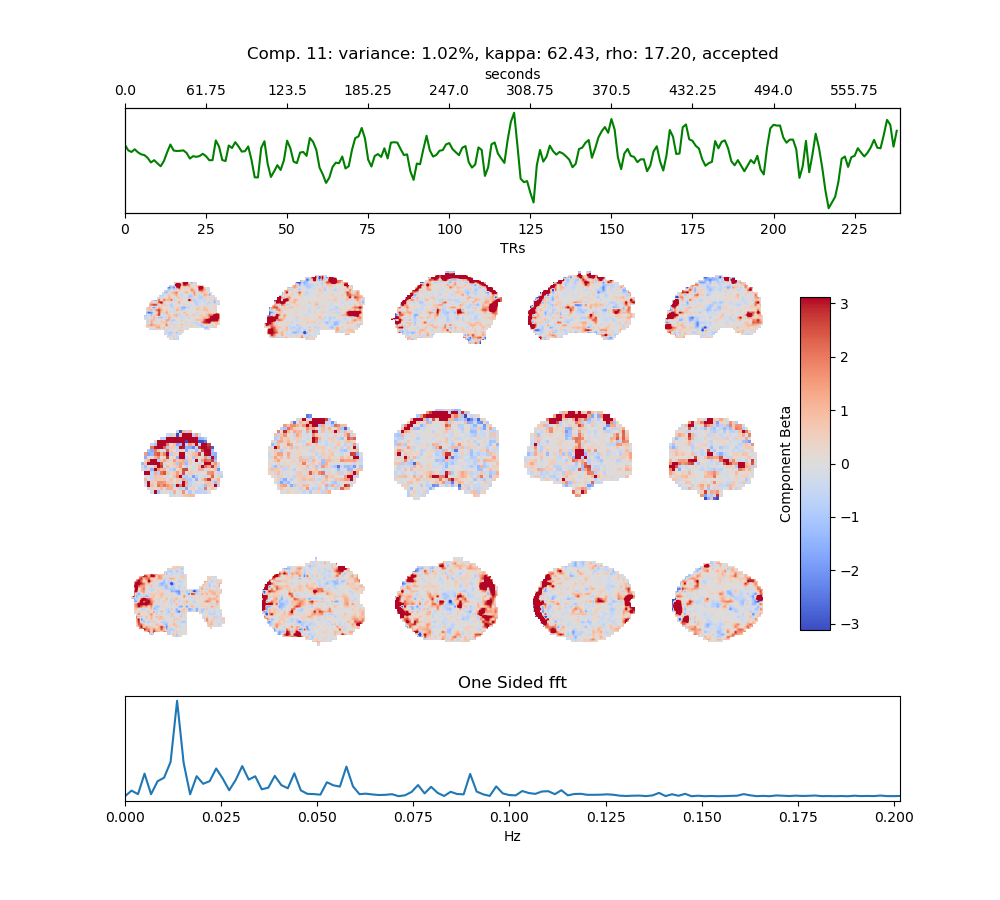 Comp. 11: variance: 1.02%, kappa: 62.43, rho: 17.20, accepted
seconds
0.0 61.75 123.5 185.25 247.0 308.75 370.5 432.25 494.0 555.75
0 25 50 75 100 125 150 175 200 225
TRs
3
2
1
0
−1
−2
−3
Component Beta
One Sided fft
0.000 0.025 0.050 0.075 0.100 0.125 0.150 0.175 0.200
Hz